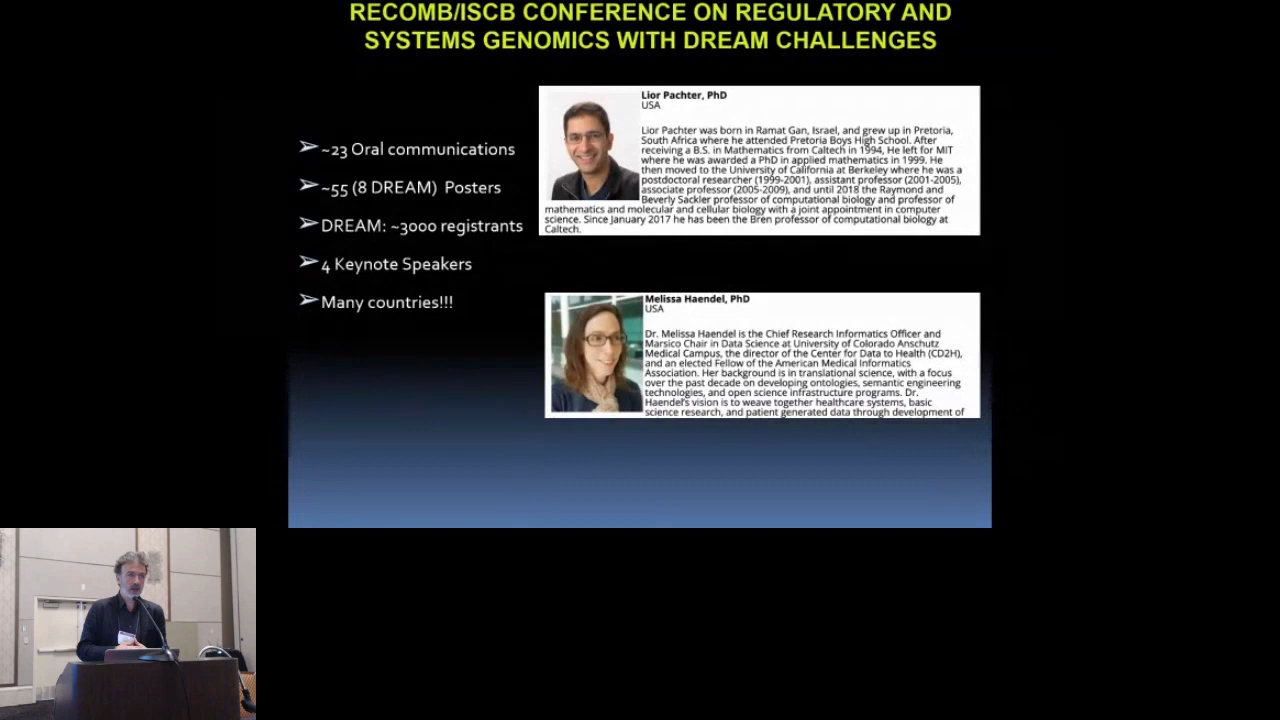 RECOMB/ISCB CONFERENCE ON REGULATORY AND
SYSTEMS GENOMICS WITH DREAM CHALLENGES
➢~23 Oral communications
➢~55 (8 DREAM) Posters
➢DREAM: ~3000 registrants
➢4 Keynote Speakers
➢Many countries!!!
Lior Pachter, PhD
USA
Lior Pachter was born in Ramat Gan, Israel, and grew up in Pretoria,
South Africa where he attended Pretoria Boys High School. After
receiving a B.S. in Mathematics from Caltech in 1994, He left for MIT
where he was awarded a PhD in applied mathematics in 1999. He
then moved to the University of California at Berkeley where he was a
postdoctoral researcher (1999-2001), assistant professor (2001-2005),
associate professor (2005-2009), and until 2018 the Raymond and
Beverly Sackler professor of computational biology and professor of
mathematics and molecular and cellular biology with a joint appointment in computer
science. Since January 2017 he has been the Bren professor of computational biology at
Caltech.
Melissa Haendel, PhD
USA
Dr. Melissa Haendel is the Chief Research Informatics Officer and
Marsico Chair in Data Science at University of Colorado Anschutz
Medical Campus, the director of the Center for Data to Health (CD2H),
and an elected Fellow of the American Medical Informatics
Association. Her background is in translational science, with a focus
over the past decade on developing ontologies, semantic engineering
technologies, and open science infrastructure programs. Dr.
Haendel's vision is to weave together healthcare systems, basic
science research, and patient generated data through development of